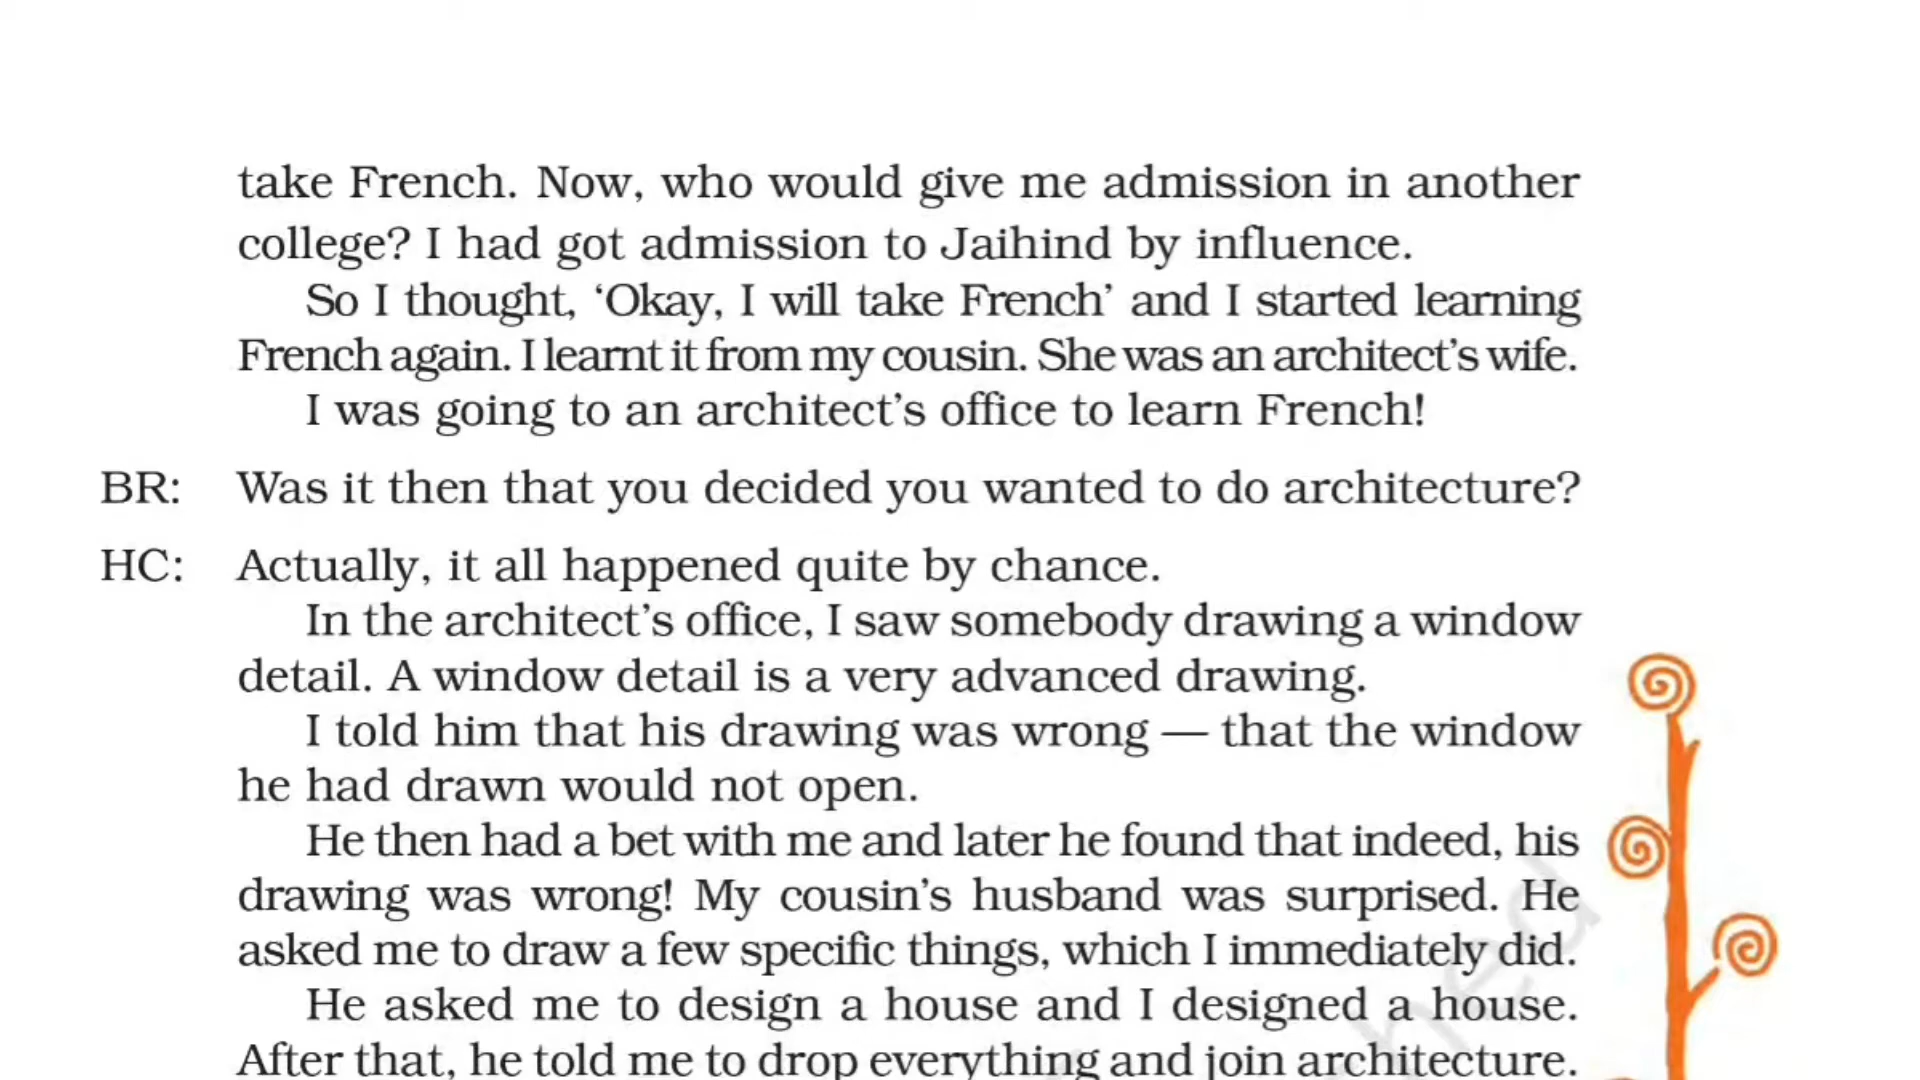 take French. Now, who would give me admission in another
college? I had got admission to Jaihind by influence.
So I thought, ‘Okay, I will take French’ and I started learning
French again. I learnt it from my cousin. She was an architect’s wife.
I was going to an architect’s office to learn French!
BR: Was it then that you decided you wanted to do architecture?
HC: Actually, it all happened quite by chance.
In the architect’s office, I saw somebody drawing a window
detail. A window detail is a very advanced drawing.
I told him that his drawing was wrong — that the window
he had drawn would not open.
He then had a bet with me and later he found that indeed, his
drawing was wrong! My cousin’s husband was surprised. He
asked me to draw a few specific things, which I immediately did.
He asked me to design a house and I designed a house.
After that, he told me to drop everything and join architecture.